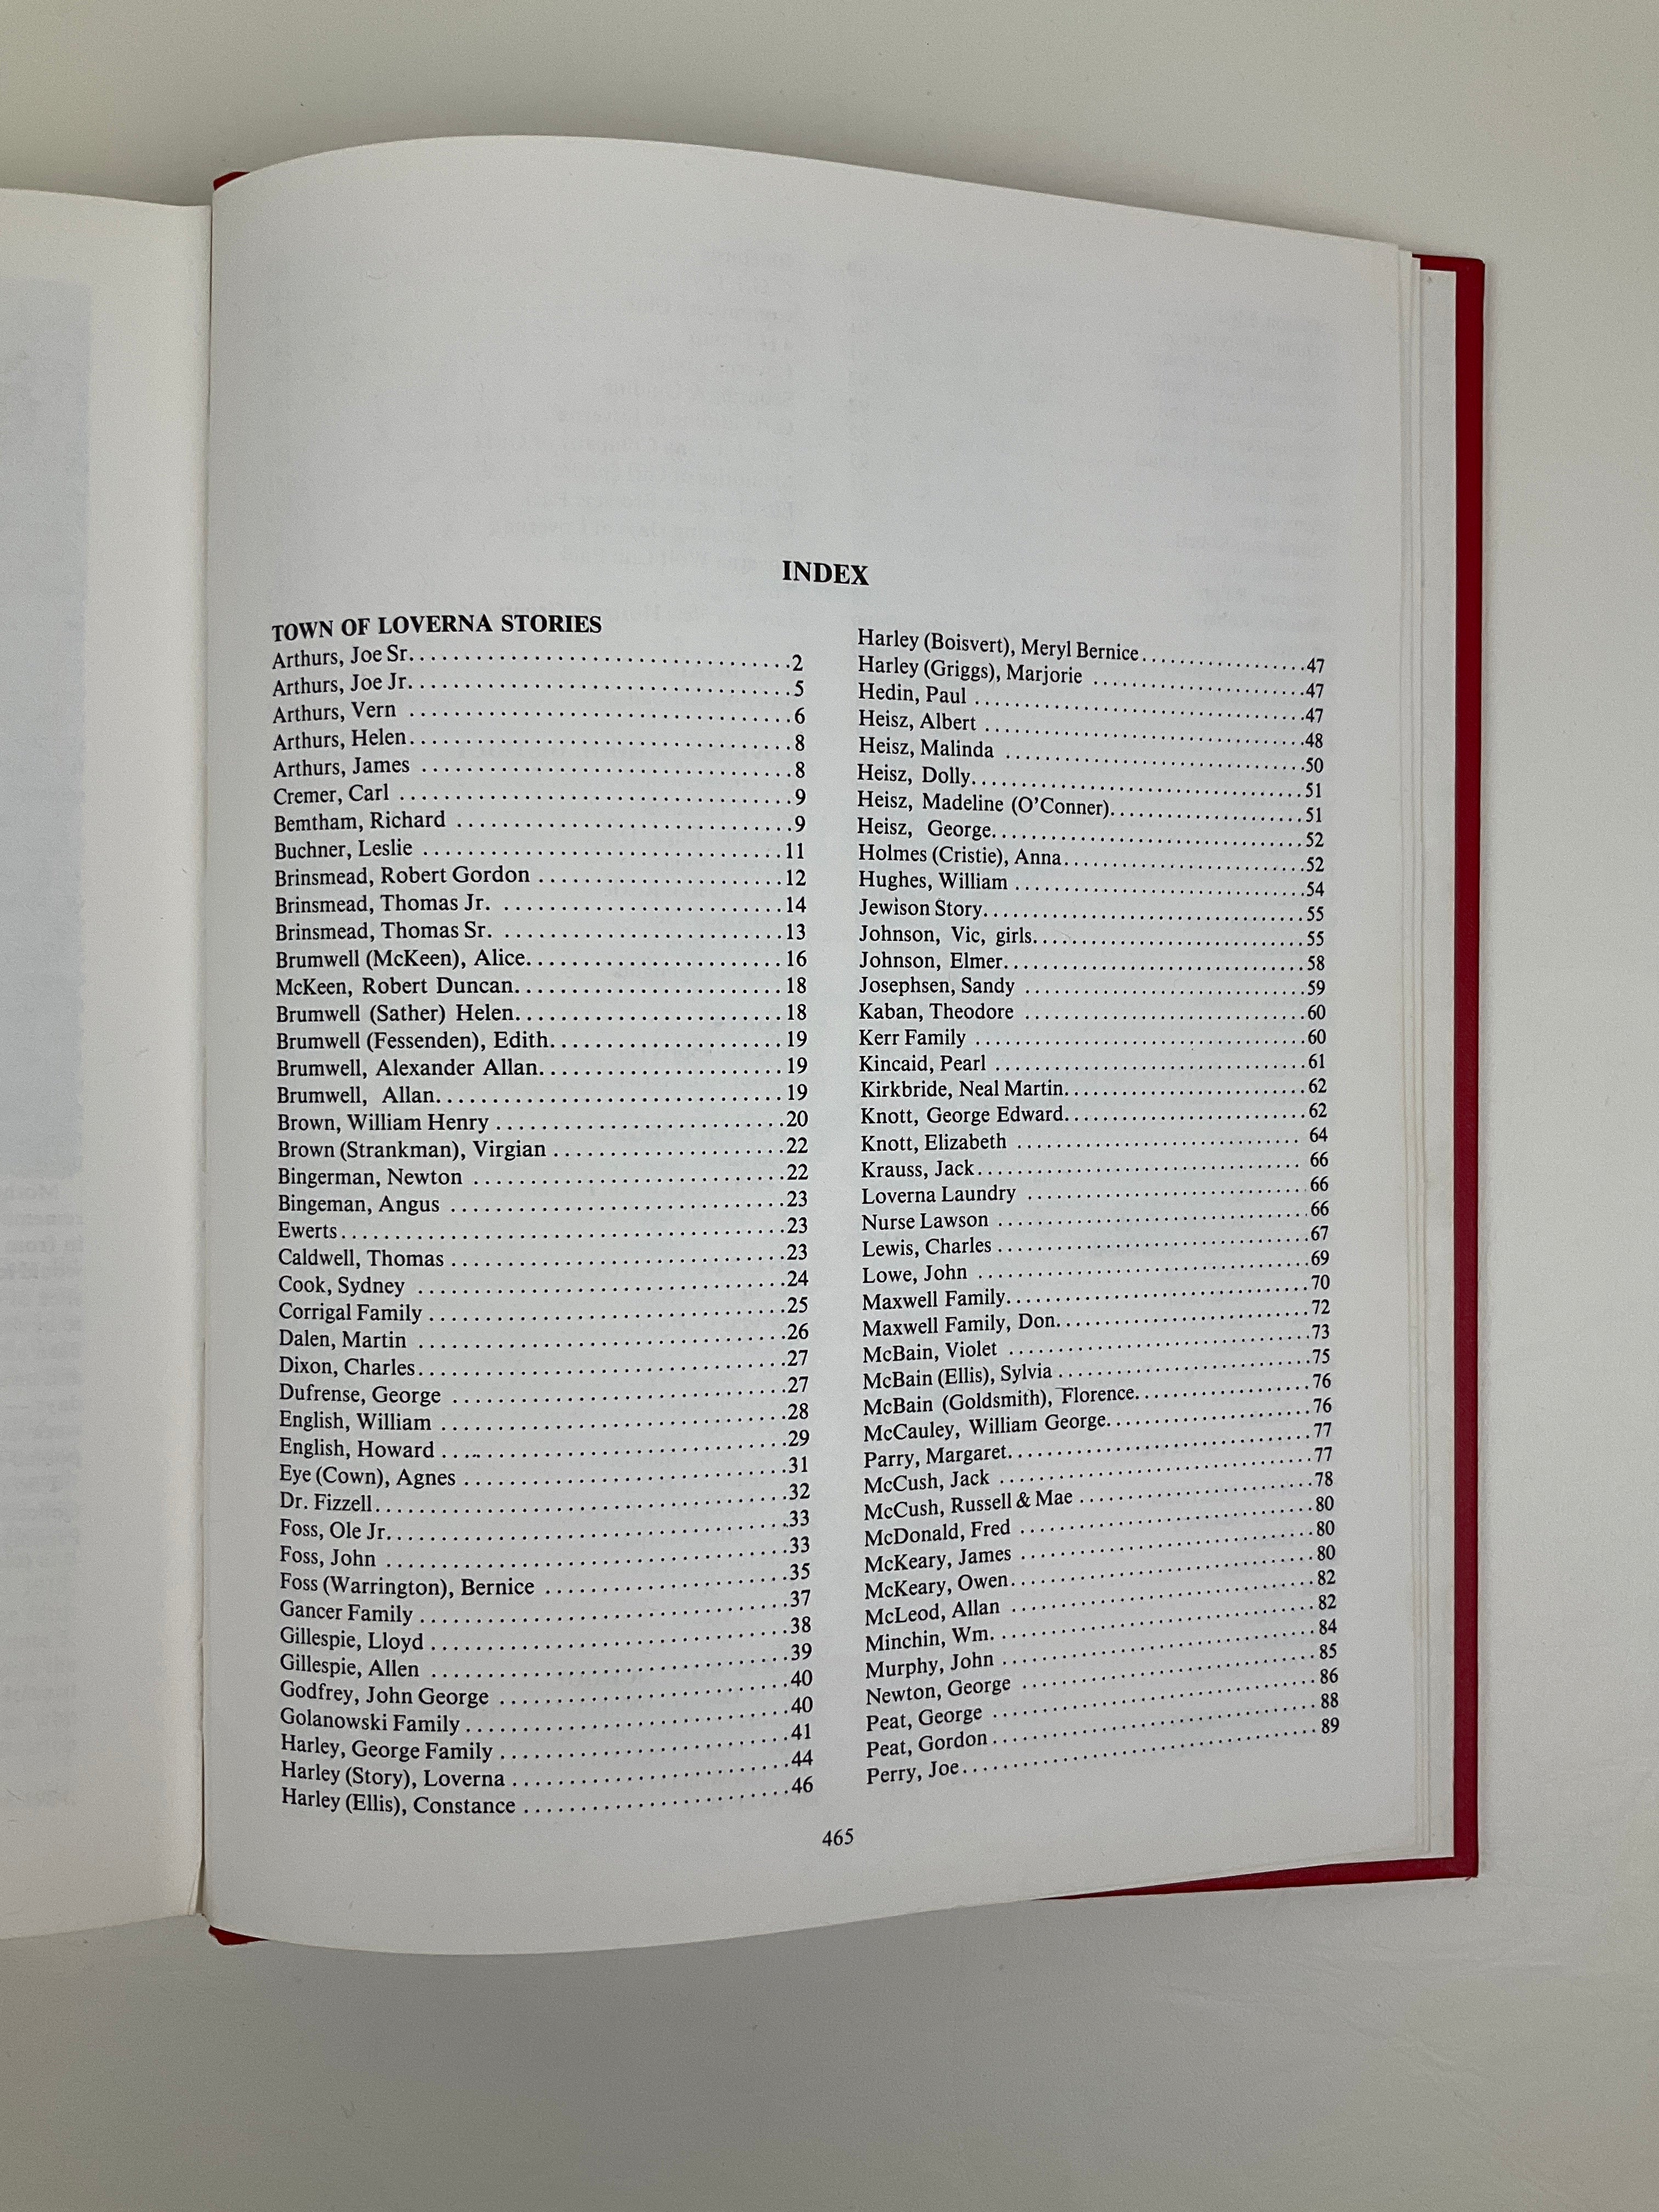 INDEX
TOWN OF LOVERNA STORIES
Arthurs, Joe Sr. . . . . . . . . . 2
Arthurs, Joe Jr. . . . . . . . . . 5
Arthurs, Vern . . . . . . . . . . 6
Arthurs, Helen . . . . . . . . . . 8
Arthurs, James . . . . . . . . . . 8
Cremer, Carl . . . . . . . . . . 9
Bemtham, Richard . . . . . . . . . . 9
Buchner, Leslie . . . . . . . . . . 11
Brinsmead, Robert Gordon . . . . . . . . . . 12
Brinsmead, Thomas Jr. . . . . . . . . . 14
Brinsmead, Thomas Sr. . . . . . . . . . 13
Brumwell (McKeen), Alice . . . . . . . . . . 16
McKeen, Robert Duncan . . . . . . . . . . 18
Brumwell (Sather) Helen . . . . . . . . . . 18
Brumwell (Fessenden), Edith . . . . . . . . . . 19
Brumwell, Alexander Allan . . . . . . . . . . 19
Brumwell, Allan . . . . . . . . . . 19
Brown, William Henry . . . . . . . . . . 20
Brown (Strankman), Virgian . . . . . . . . . . 22
Bingerman, Newton . . . . . . . . . . 22
Bingeman, Angus . . . . . . . . . . 23
Ewerts . . . . . . . . . . 23
Caldwell, Thomas . . . . . . . . . . 23
Cook, Sydney . . . . . . . . . . 24
Corrigal Family . . . . . . . . . . 25
Dalen, Martin . . . . . . . . . . 26
Dixon, Charles . . . . . . . . . . 27
Dufrense, George . . . . . . . . . . 27
English, William . . . . . . . . . . 28
English, Howard . . . . . . . . . . 29
Eye (Cown), Agnes . . . . . . . . . . 31
Dr. Fizzell . . . . . . . . . . 32
Foss, Ole Jr. . . . . . . . . . 33
Foss, John . . . . . . . . . . 33
Foss (Warrington), Bernice . . . . . . . . . . 35
Gancer Family . . . . . . . . . . 37
Gillespie, Lloyd . . . . . . . . . . 38
Gillespie, Allen . . . . . . . . . . 39
Godfrey, John George . . . . . . . . . . 40
Golanowski Family . . . . . . . . . . 40
Harley, George Family . . . . . . . . . . 41
Harley (Story), Loverna . . . . . . . . . . 44
Harley (Ellis), Constance . . . . . . . . . . 46
Harley (Boisvert), Meryl Bernice . . . . . . . . . . 47
Harley (Griggs), Marjorie . . . . . . . . . . 47
Hedin, Paul . . . . . . . . . . 47
Heisz, Albert . . . . . . . . . . 48
Heisz, Malinda . . . . . . . . . . 50
Heisz, Dolly . . . . . . . . . . 51
Heisz, Madeline (O'Conner) . . . . . . . . . . 51
Heisz, George . . . . . . . . . . 52
Holmes (Cristie), Anna . . . . . . . . . . 52
Hughes, William . . . . . . . . . . 54
Jewison Story . . . . . . . . . . 55
Johnson, Vic, girls . . . . . . . . . . 55
Johnson, Elmer . . . . . . . . . . 58
Josephsen, Sandy . . . . . . . . . . 59
Kaban, Theodore . . . . . . . . . . 60
Kerr Family . . . . . . . . . . 60
Kincaid, Pearl . . . . . . . . . . 61
Kirkbride, Neal Martin . . . . . . . . . . 62
Knott, George Edward . . . . . . . . . . 62
Knott, Elizabeth . . . . . . . . . . 64
Krauss, Jack . . . . . . . . . . 66
Loverna Laundry . . . . . . . . . . 66
Nurse Lawson . . . . . . . . . . 66
Lewis, Charles . . . . . . . . . . 67
Lowe, John . . . . . . . . . . 69
Maxwell Family . . . . . . . . . . 70
Maxwell Family, Don . . . . . . . . . . 72
McBain, Violet . . . . . . . . . . 73
McBain (Ellis), Sylvia . . . . . . . . . . 75
McBain (Goldsmith), Florence . . . . . . . . . . 76
McCauley, William George . . . . . . . . . . 76
Parry, Margaret . . . . . . . . . . 77
McCush, Jack . . . . . . . . . . 77
McCush, Russell & Mae . . . . . . . . . . 78
McDonald, Fred . . . . . . . . . . 80
McKeary, James . . . . . . . . . . 80
McKeary, Owen . . . . . . . . . . 80
McLeod, Allan . . . . . . . . . . 82
Minchin, Wm. . . . . . . . . . 82
Murphy, John . . . . . . . . . . 84
Newton, George . . . . . . . . . . 85
Peat, George . . . . . . . . . . 86
Peat, Gordon . . . . . . . . . . 88
Perry, Joe . . . . . . . . . . 89
465